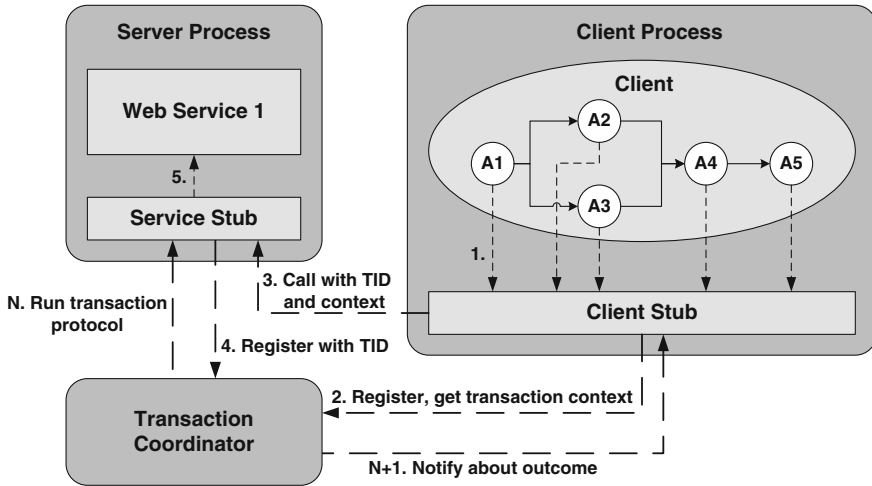 Server Process
Web Service 1
5.
Service Stub
Client Process
Client
A1
A2
A3
A4
A5
1.
Client Stub
3. Call with TID
and context
N. Run transaction
protocol
4. Register with TID
2. Register, get transaction context
Transaction
Coordinator
N+1. Notify about outcome